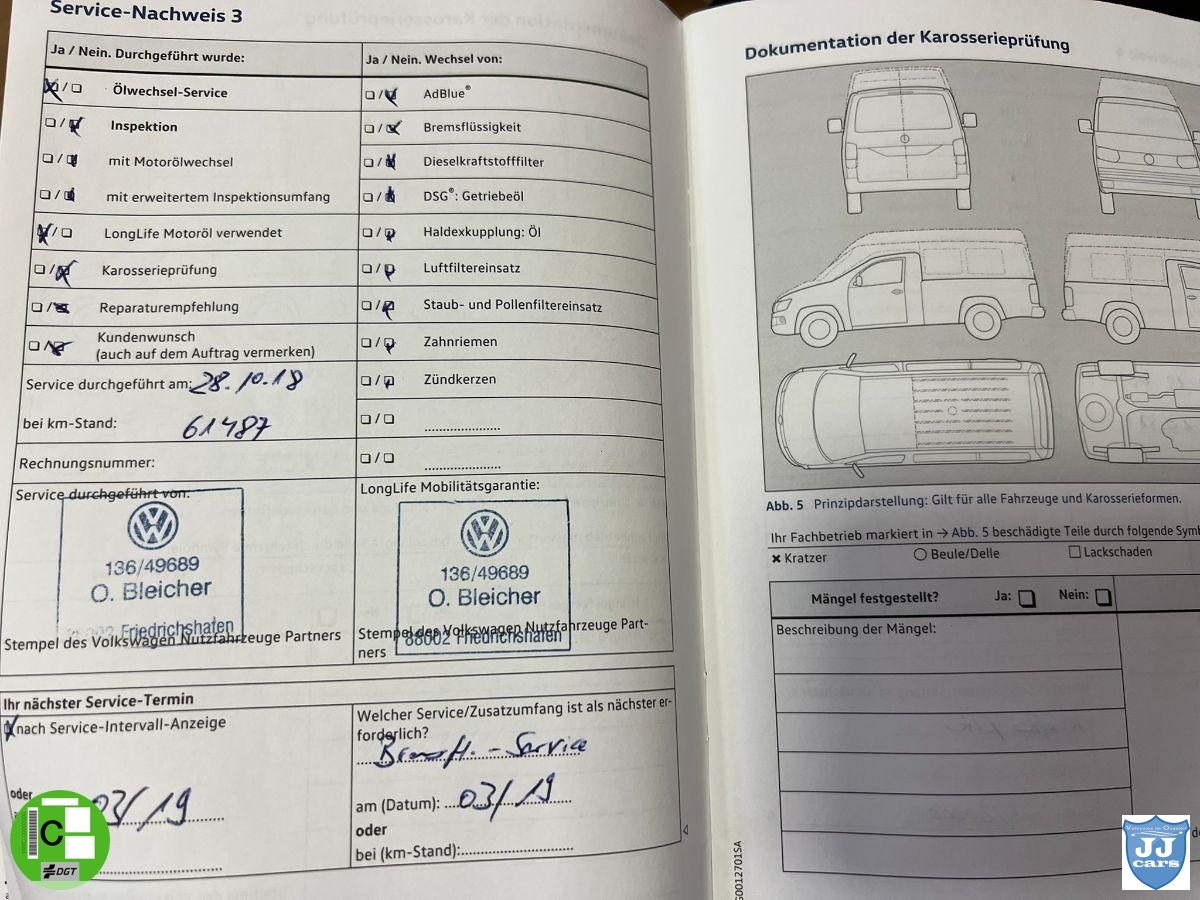 Service-Nachweis 3
Ja / Nein. Durchgeführt wurde:
Ölwechsel-Service
Inspektion
mit Motorölwechsel
mit erweitertem Inspektionsumfang
LongLife Motoröl verwendet
Karosserieprüfung
Reparaturempfehlung
Kundenwunsch
(auch auf dem Auftrag vermerken)
Service durchgeführt am: 28.10.18
bei km-Stand: 61487
Rechnungsnummer:
Service durchgeführt von:
136/49689
O. Bleicher
Friedrichshafen
Stempel des Volkswagen Nutzfahrzeuge Partners
Ja / Nein. Wechsel von:
AdBlue®
Bremsflüssigkeit
Dieselkraftstofffilter
DSG®: Getriebeöl
Haldexkupplung: Öl
Luftfiltereinsatz
Staub- und Pollenfiltereinsatz
Zahnriemen
Zündkerzen
LongLife Mobilitätsgarantie:
136/49689
O. Bleicher
88002 Friedrichshafen
Stempel des Volkswagen Nutzfahrzeuge Part-
ners
Ihr nächster Service-Termin
nach Service-Intervall-Anzeige
oder
03/19
Welcher Service/Zusatzumfang ist als nächster er-
forderlich?
Service
am (Datum): 03/19
oder
bei (km-Stand):
C
DGT
Dokumentation der Karosserieprüfung
Abb. 5 Prinzipdarstellung: Gilt für alle Fahrzeuge und Karosserieformen.
Ihr Fachbetrieb markiert in → Abb. 5 beschädigte Teile durch folgende Symb
Kratzer
Beule/Delle
Lackschaden
Mängel festgestellt? Ja: Nein:
Beschreibung der Mängel:
G0012701SA
JJ
cars